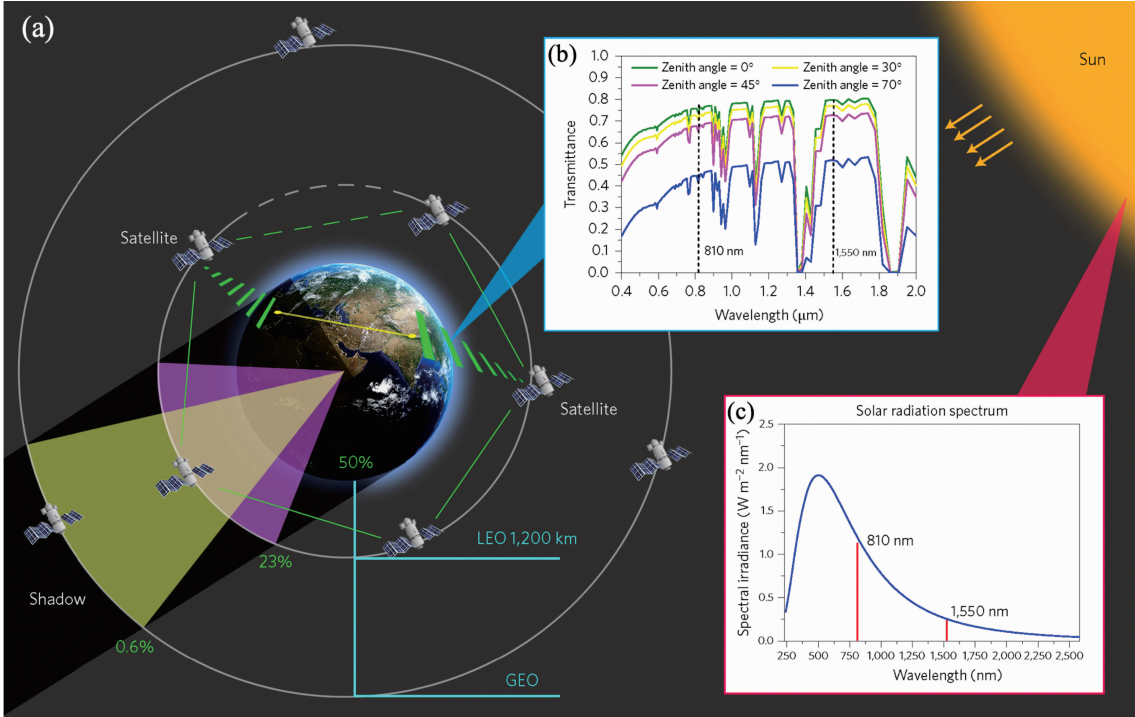 (a)
Sun
Satellite
Satellite
50%
LEO 1,200 km
23%
Shadow
0.6%
GEO
(b)
Zenith angle = 0°
Zenith angle = 30°
Zenith angle = 45°
Zenith angle = 70°
Transmittance
1.0
0.9
0.8
0.7
0.6
0.5
0.4
0.3
0.2
0.1
0.0
810 nm
1,550 nm
0.4 0.6 0.8 1.0 1.2 1.4 1.6 1.8 2.0
Wavelength (μm)
(c)
Solar radiation spectrum
Spectral irradiance (W m⁻² nm⁻¹)
2.5
2.0
1.5
1.0
0.5
0.0
810 nm
1,550 nm
250 500 750 1,000 1,250 1,500 1,750 2,000 2,250 2,500
Wavelength (nm)